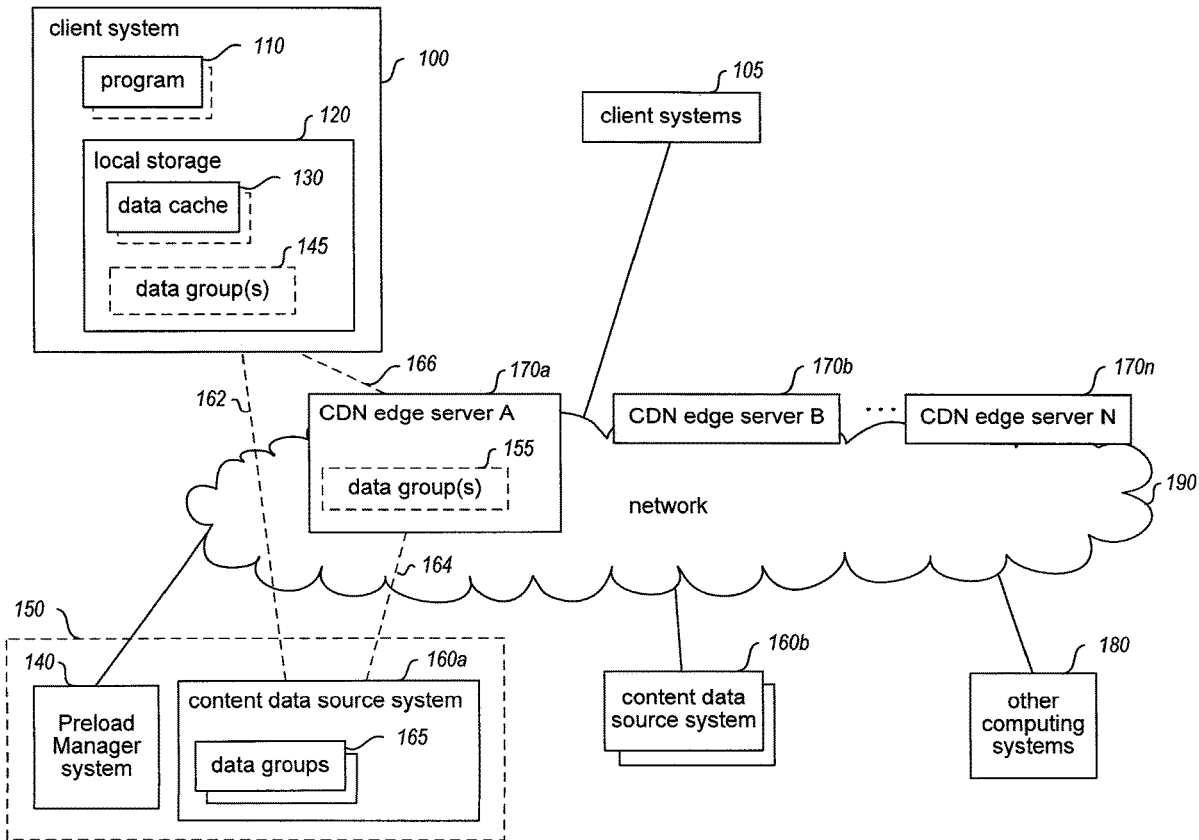 client system
110
100
program
120
local storage
130
data cache
145
data group(s)
105
client systems
166
162
170a
CDN edge server A
155
data group(s)
170b
CDN edge server B
...
170n
CDN edge server N
network
190
164
150
140
Preload
Manager
system
160a
content data source system
165
data groups
160b
content data
source system
180
other
computing
systems